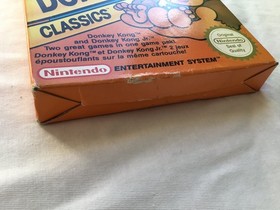 CLASSICS
Donkey Kong™
and Donkey Kong Jr.™
Two great games in one game pak!
Donkey Kong™ et Donkey Kong Jr.™ 2 jeux
époustouflants sur la même cartouche!
Original
Nintendo
Seal of
Quality
Nintendo ENTERTAINMENT SYSTEM™